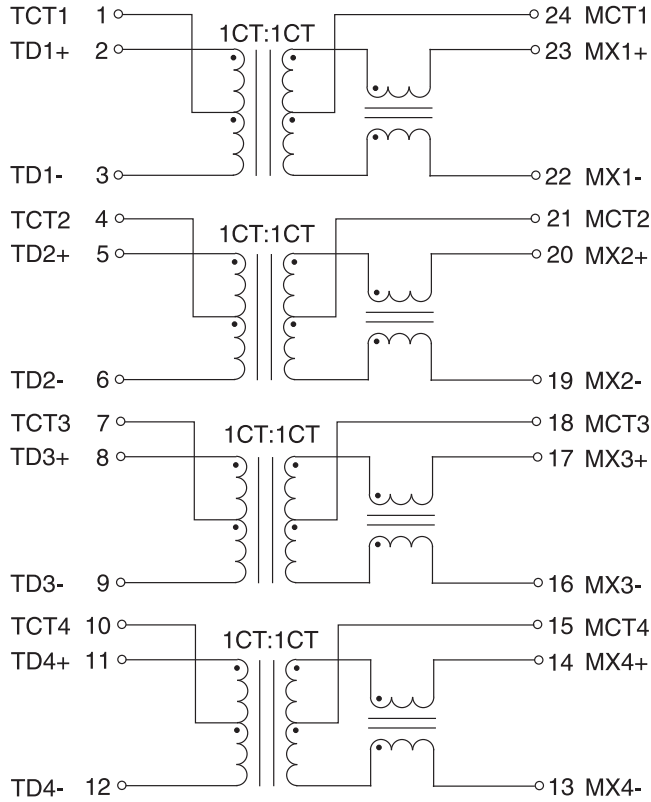 TCT1 1 24 MCT1
1CT:1CT
TD1+ 2 23 MX1+
TD1- 3 22 MX1-
TCT2 4 21 MCT2
1CT:1CT
TD2+ 5 20 MX2+
TD2- 6 19 MX2-
TCT3 7 18 MCT3
1CT:1CT
TD3+ 8 17 MX3+
TD3- 9 16 MX3-
TCT4 10 15 MCT4
1CT:1CT
TD4+ 11 14 MX4+
TD4- 12 13 MX4-